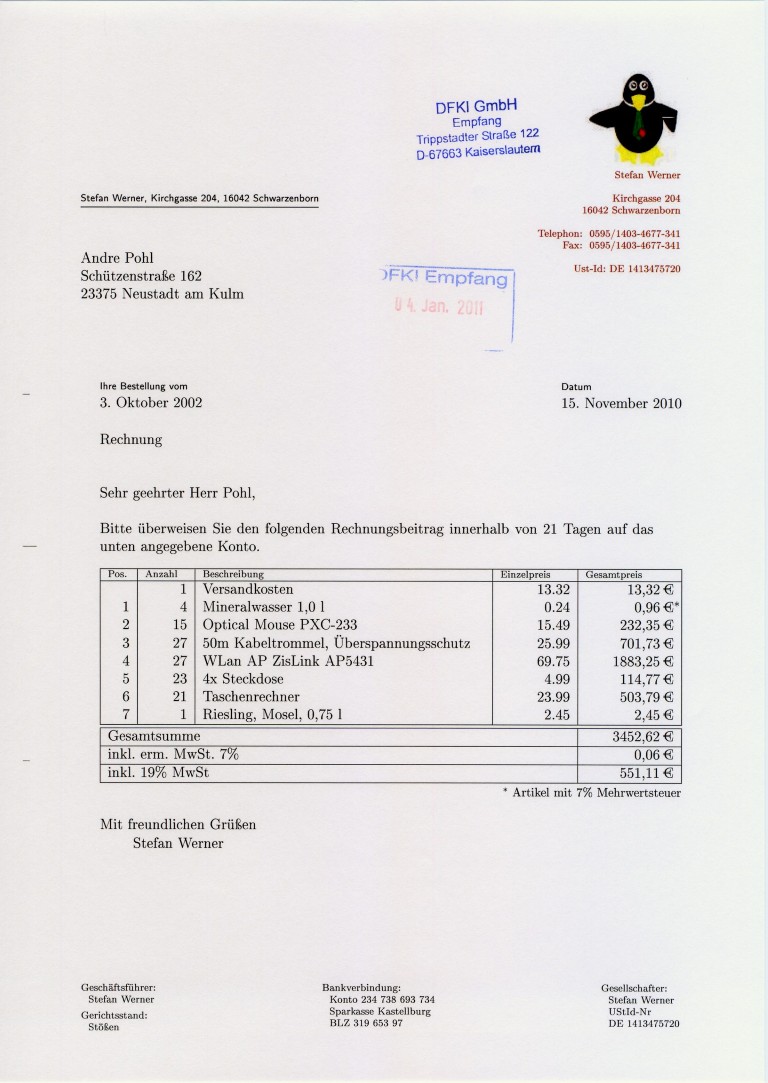 DFKI GmbH
Empfang
Trippstadter Straße 122
D-67663 Kaiserslautern
Stefan Werner
Kirchgasse 204
16042 Schwarzenborn
Telephon: 0595/1403-4677-341
Fax: 0595/1403-4677-341
Ust-Id: DE 1413475720
Stefan Werner, Kirchgasse 204, 16042 Schwarzenborn
Andre Pohl
Schützenstraße 162
23375 Neustadt am Kulm
DFKI Empfang
04. Jan. 2011
Ihre Bestellung vom Datum
3. Oktober 2002 15. November 2010
Rechnung
Sehr geehrter Herr Pohl,
Bitte überweisen Sie den folgenden Rechnungsbeitrag innerhalb von 21 Tagen auf das
unten angegebene Konto.
Pos. Anzahl Beschreibung Einzelpreis Gesamtpreis
1 Versandkosten 13.32 13,32 €
1 4 Mineralwasser 1,0 l 0.24 0,96 €*
2 15 Optical Mouse PXC-233 15.49 232,35 €
3 27 50m Kabeltrommel, Überspannungsschutz 25.99 701,73 €
4 27 WLan AP ZisLink AP5431 69.75 1883,25 €
5 23 4x Steckdose 4.99 114,77 €
6 21 Taschenrechner 23.99 503,79 €
7 1 Riesling, Mosel, 0,75 l 2.45 2,45 €
Gesamtsumme 3452,62 €
inkl. erm. MwSt. 7% 0,06 €
inkl. 19% MwSt 551,11 €
* Artikel mit 7% Mehrwertsteuer
Mit freundlichen Grüßen
Stefan Werner
Geschäftsführer:
Stefan Werner
Gerichtsstand:
Stößen
Bankverbindung:
Konto 234 738 693 734
Sparkasse Kastellburg
BLZ 319 653 97
Gesellschafter:
Stefan Werner
UStId-Nr
DE 1413475720